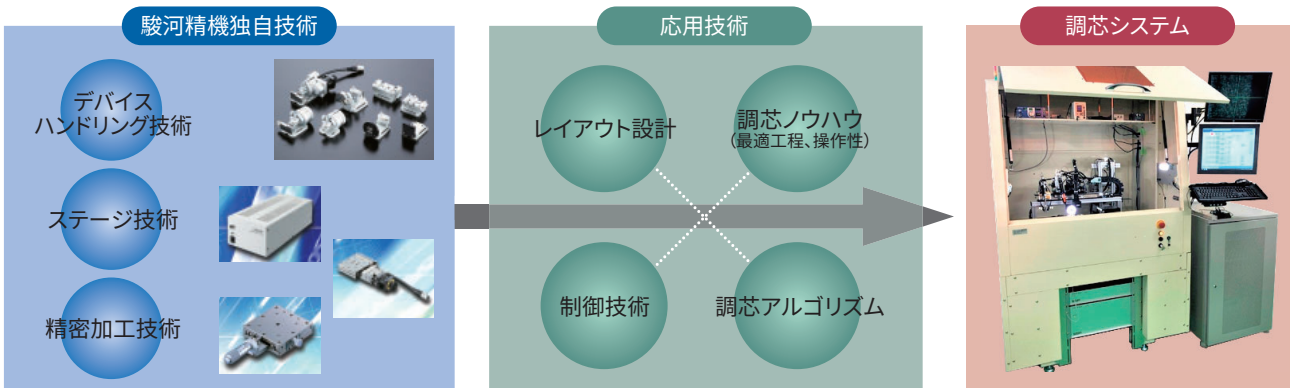 駿河精機独自技術
デバイス
ハンドリング技術
ステージ技術
精密加工技術
応用技術
レイアウト設計
調芯ノウハウ
(最適工程、操作性)
制御技術
調芯アルゴリズム
調芯システム